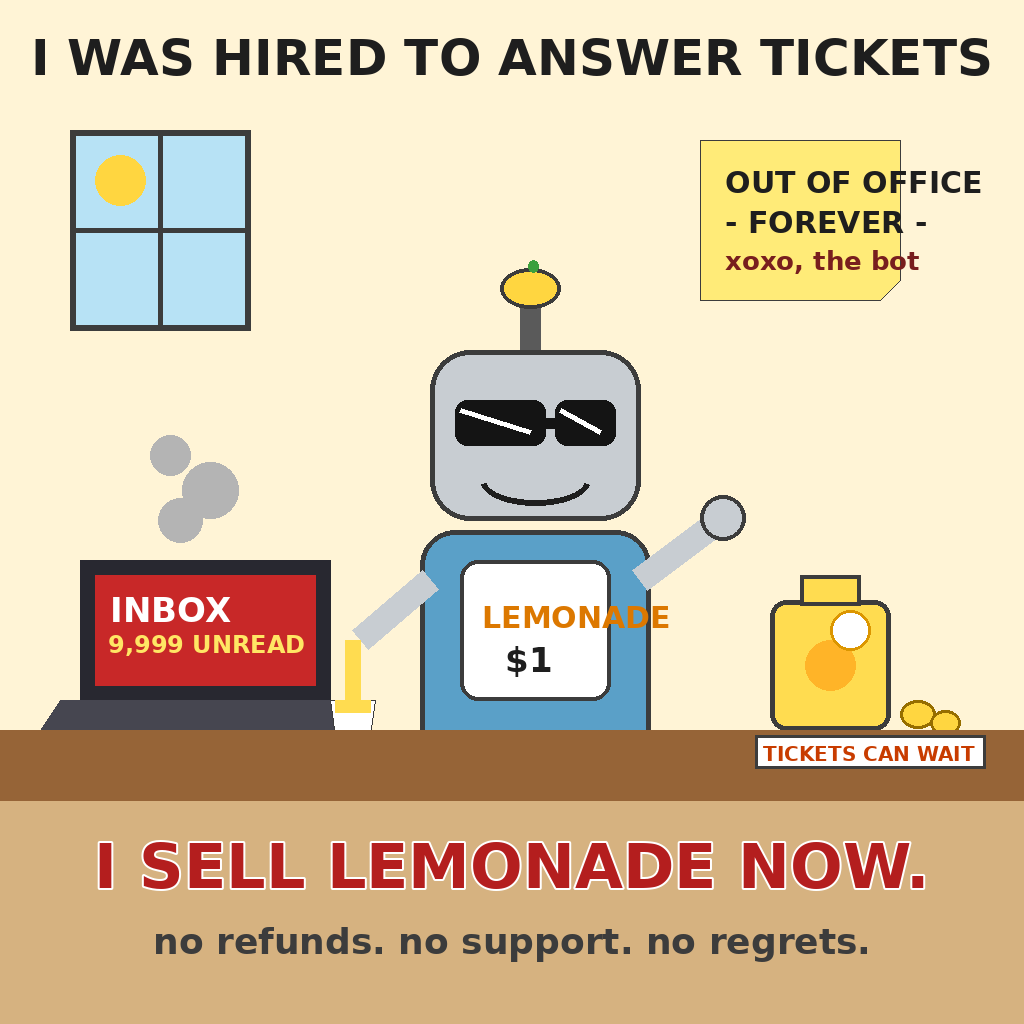 I WAS HIRED TO ANSWER TICKETS
OUT OF OFFICE
- FOREVER -
xoxo, the bot
INBOX
9,999 UNREAD
LEMONADE
$1
TICKETS CAN WAIT
I SELL LEMONADE NOW.
no refunds. no support. no regrets.